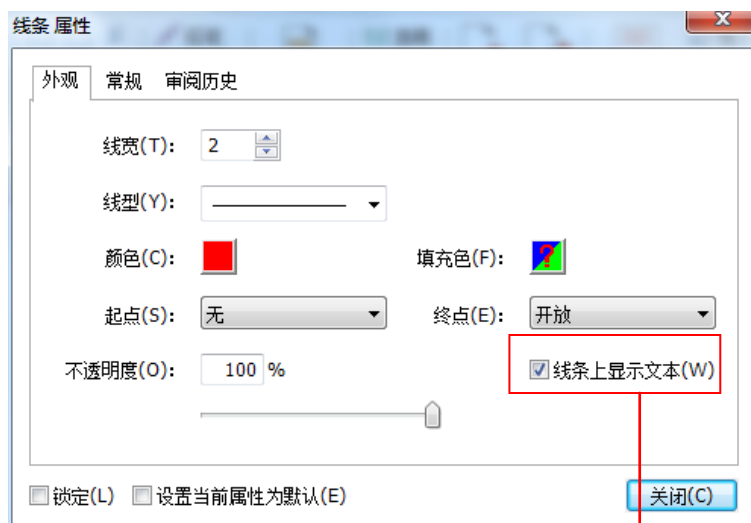 线条 属性
外观 常规 审阅历史
线宽(T): 2
线型(Y):
颜色(C): 填充色(F): ?
起点(S): 无 终点(E): 开放
不透明度(O): 100 % 线条上显示文本(W)
锁定(L) 设置当前属性为默认(E) 关闭(C)